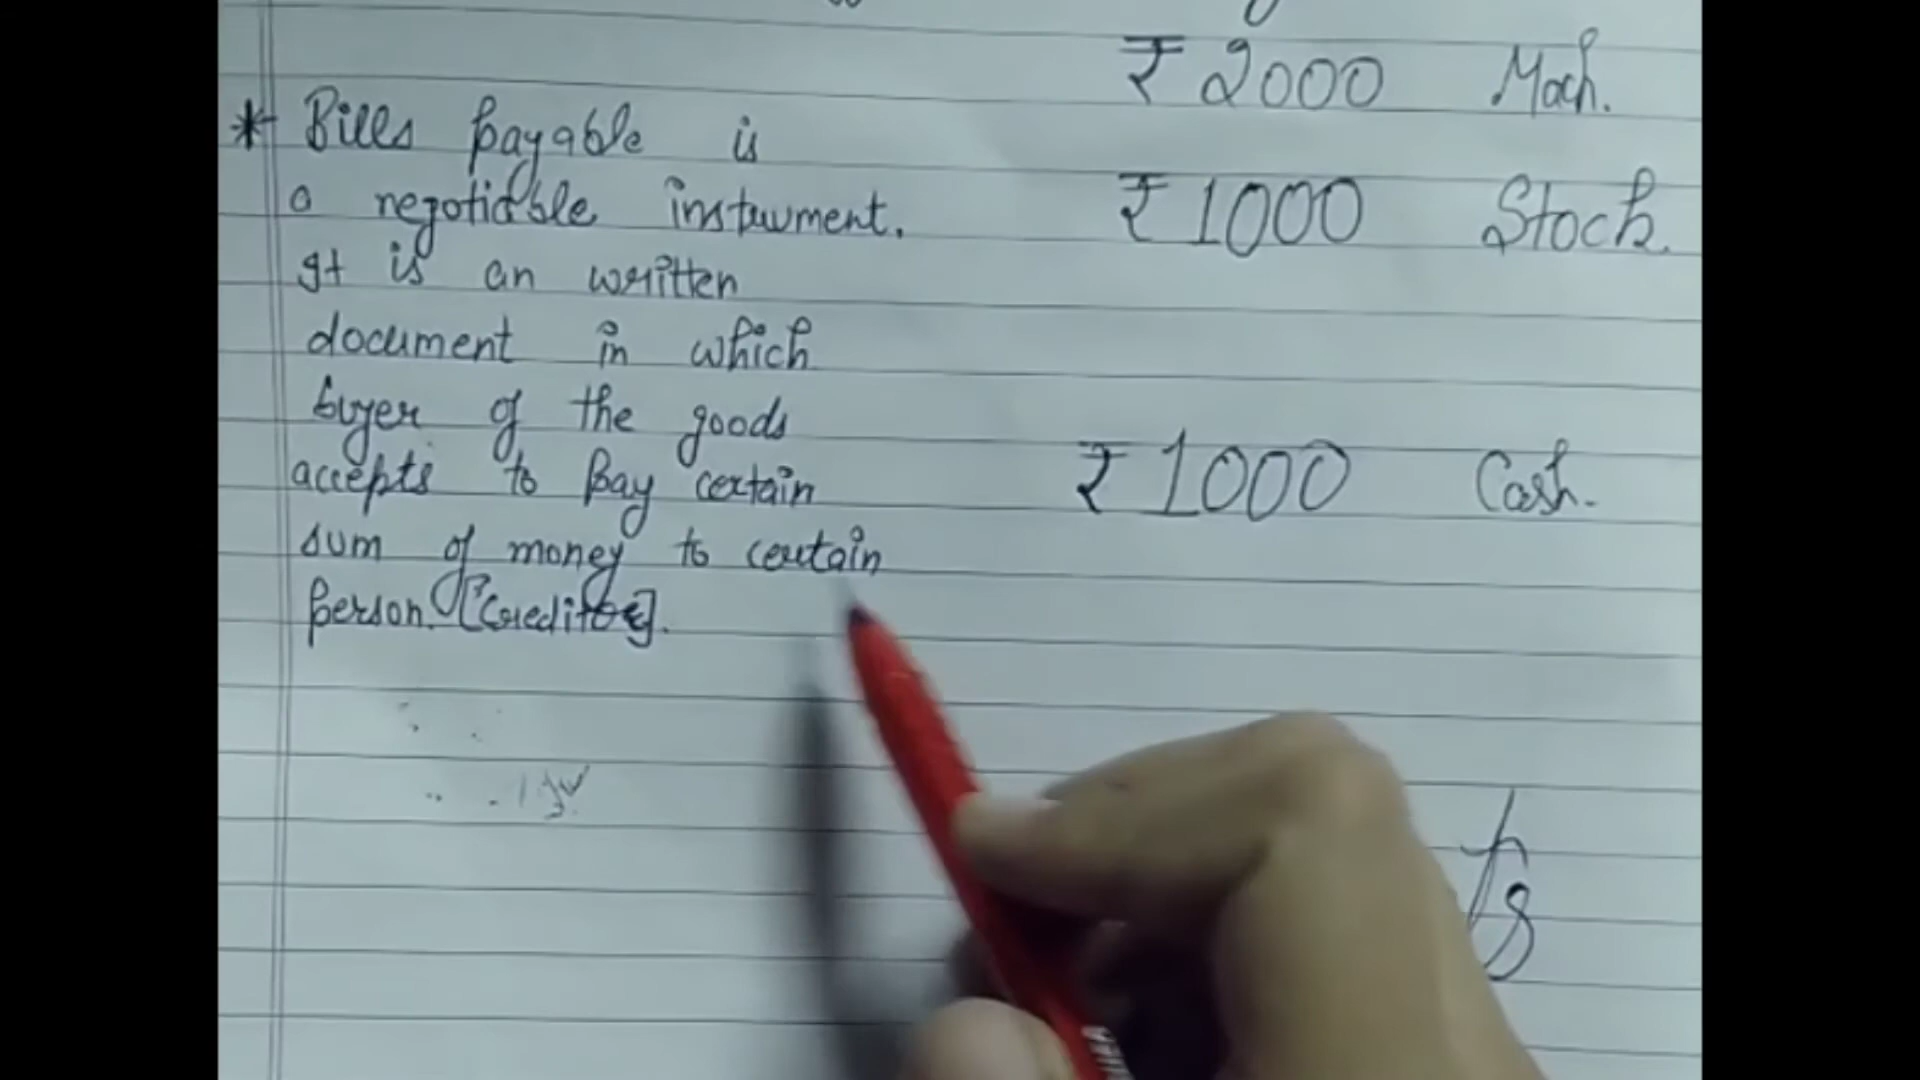 ₹ 2000 Mach.
* Bills payable is
₹ 1000 Stock.
a negotiable instrument.
It is an written
document in which
buyer of the goods
₹ 1000 Cash.
accepts to pay certain
sum of money to certain
person. [Creditor].